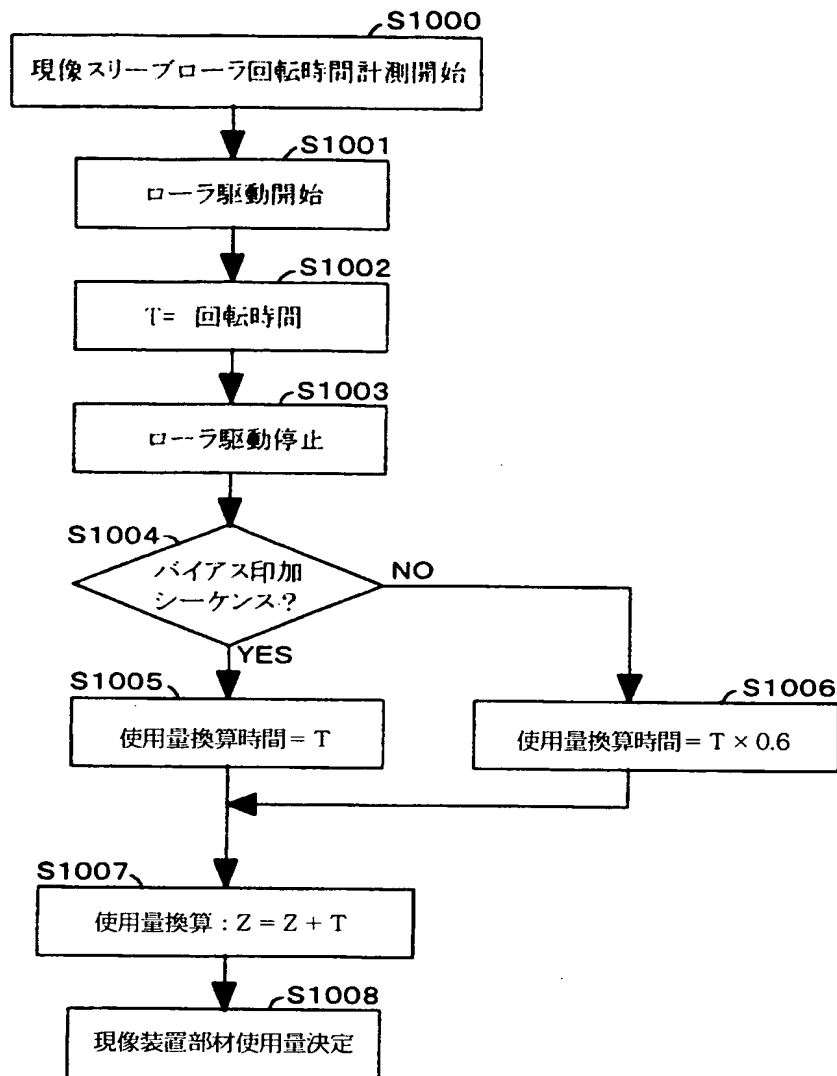 S1000
現像スリーブローラ回転時間計測開始
S1001
ローラ駆動開始
S1002
T= 回転時間
S1003
ローラ駆動停止
S1004
バイアス印加
シーケンス?
NO
YES
S1005
使用量換算時間 = T
S1006
使用量換算時間 = T × 0.6
S1007
使用量換算 : Z = Z + T
S1008
現像装置部材使用量決定